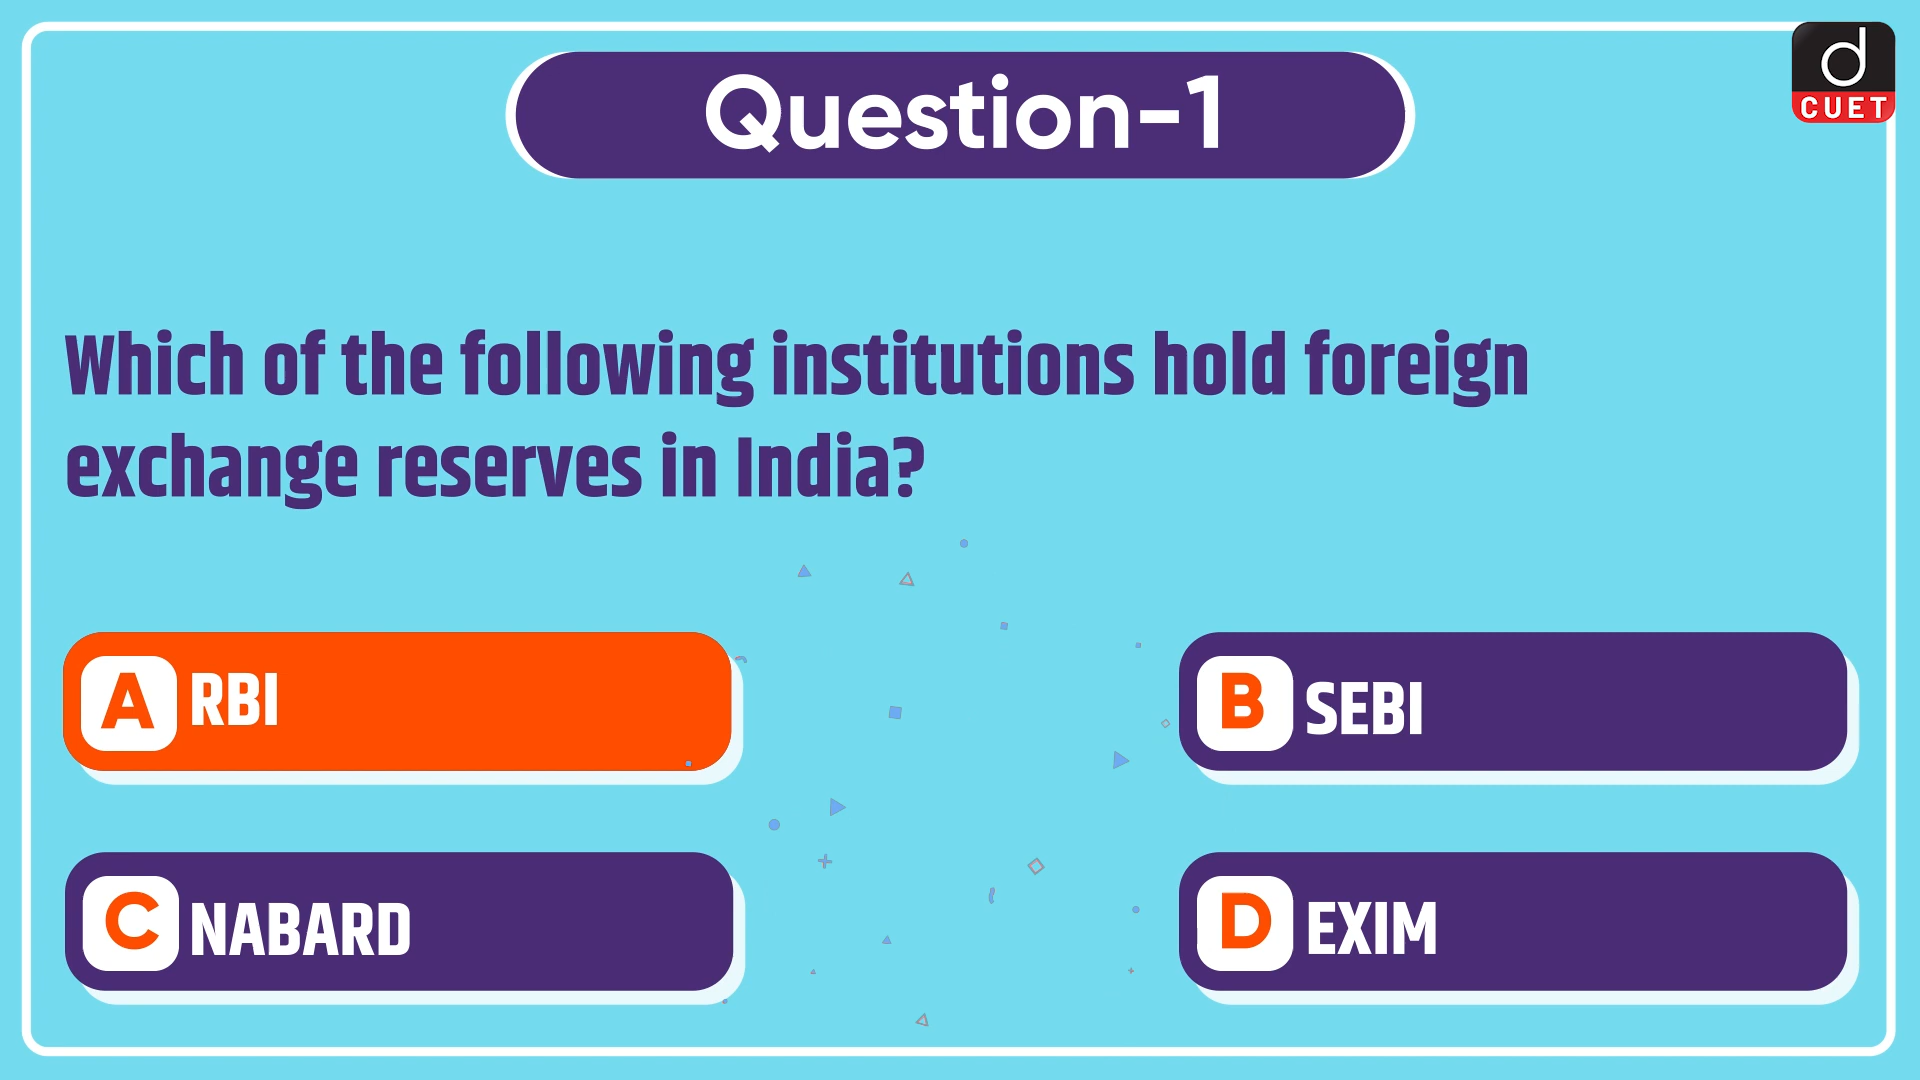 d
CUET
Question-1
Which of the following institutions hold foreign
exchange reserves in India?
A RBI
B SEBI
C NABARD
D EXIM